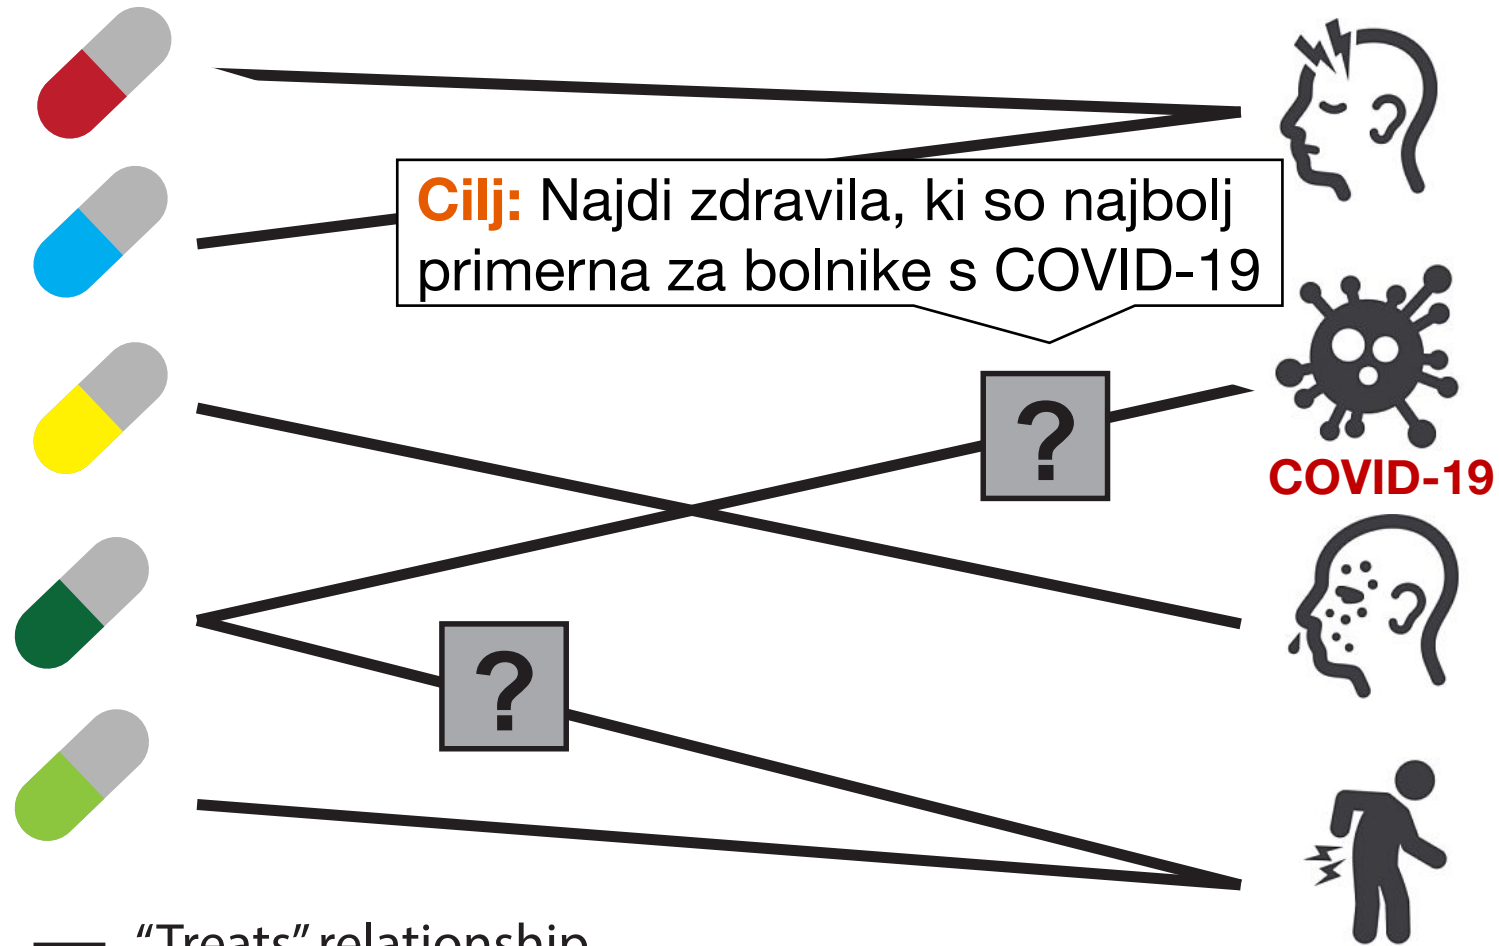 Cilj: Najdi zdravila, ki so najbolj
primerna za bolnike s COVID-19
?
COVID-19
?
“Treats” relationship